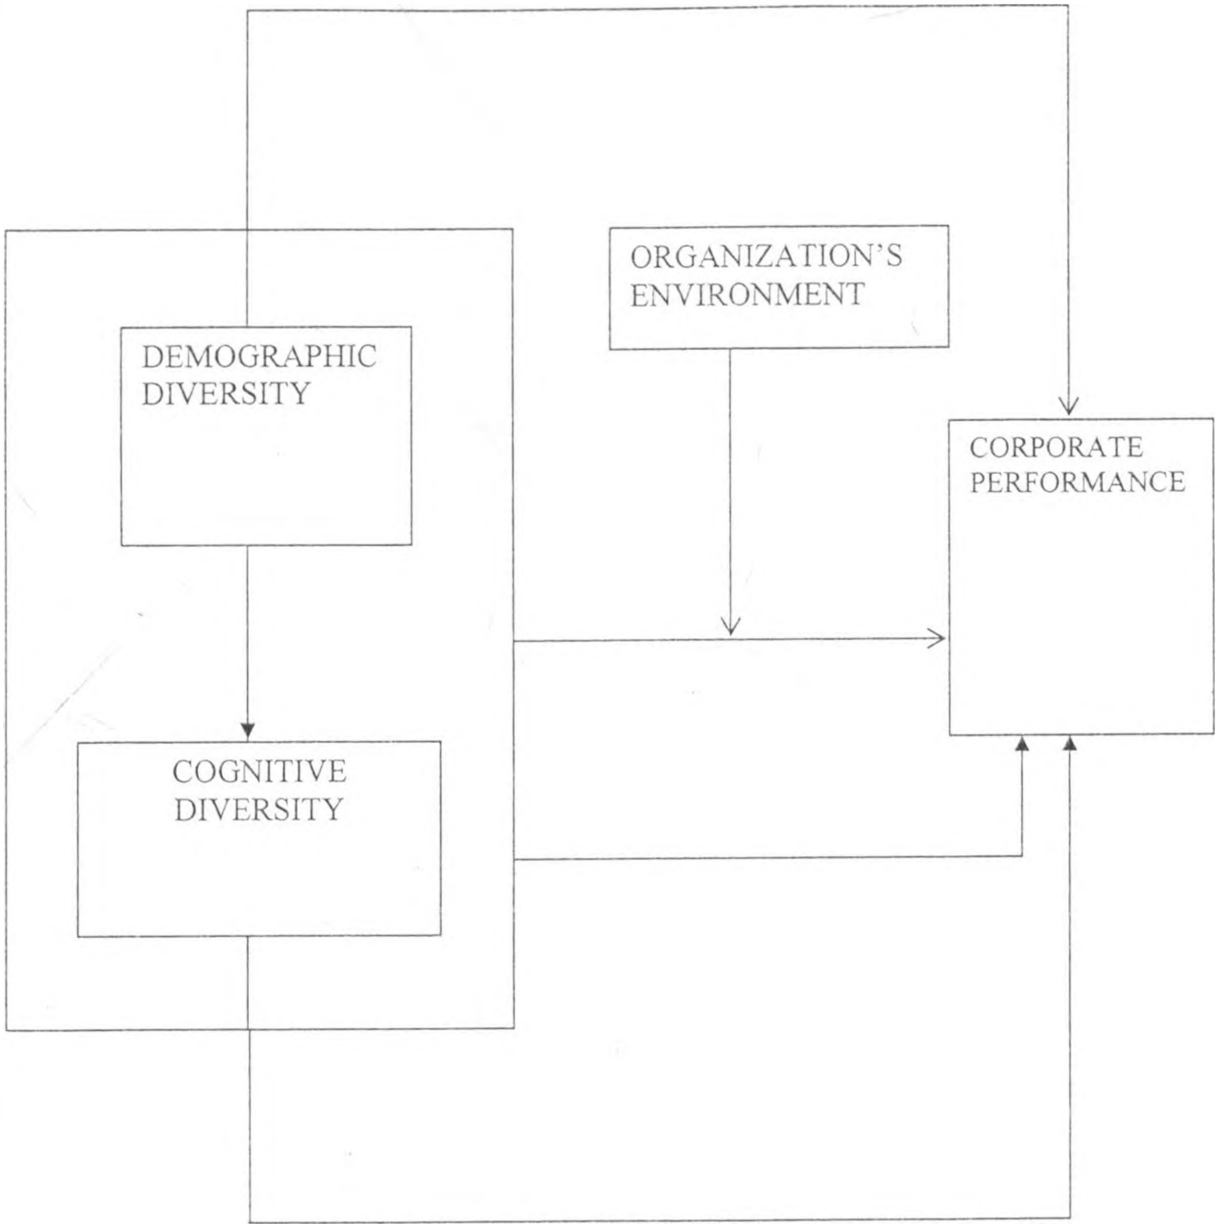 ORGANIZATION'S
ENVIRONMENT
DEMOGRAPHIC
DIVERSITY
CORPORATE
PERFORMANCE
COGNITIVE
DIVERSITY